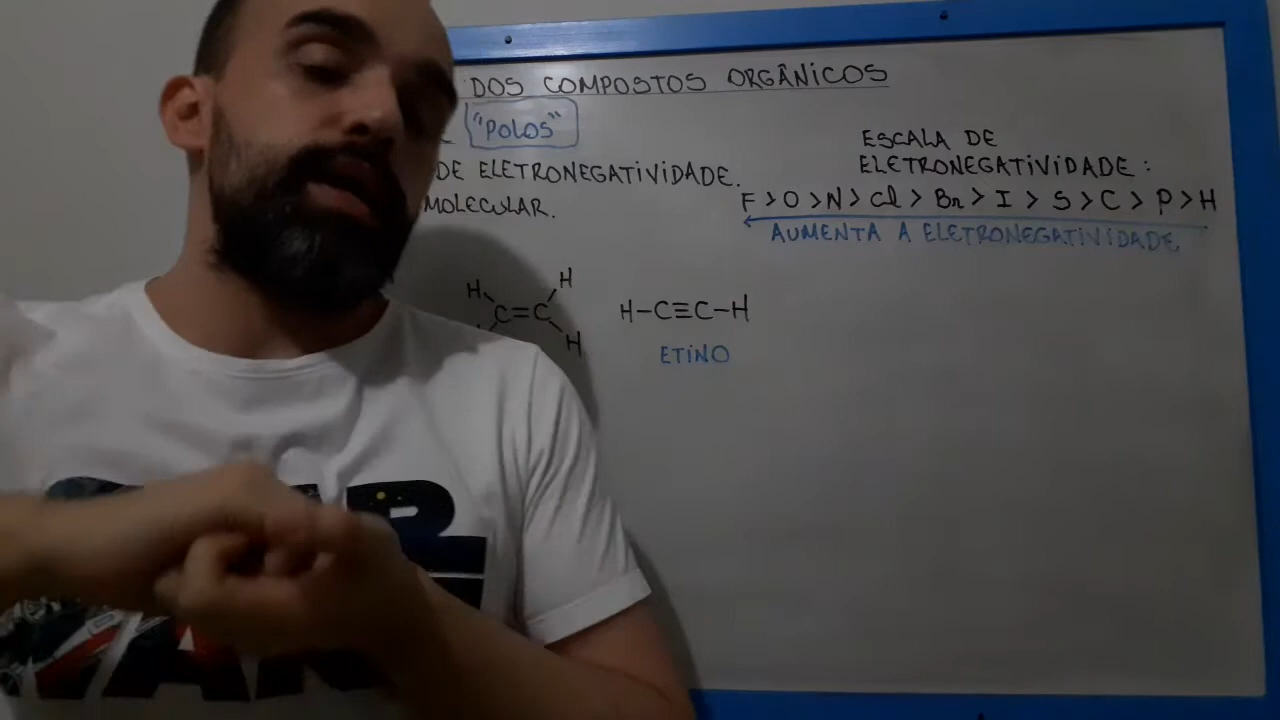 DOS COMPOSTOS ORGÂNICOS
"POLOS"
DE ELETRONEGATIVIDADE.
MOLECULAR.
ESCALA DE
ELETRONEGATIVIDADE:
F > O > N > Cl > Br > I > S > C > P > H
AUMENTA A ELETRONEGATIVIDADE
H H
C=C
H
H-C≡C-H
ETINO